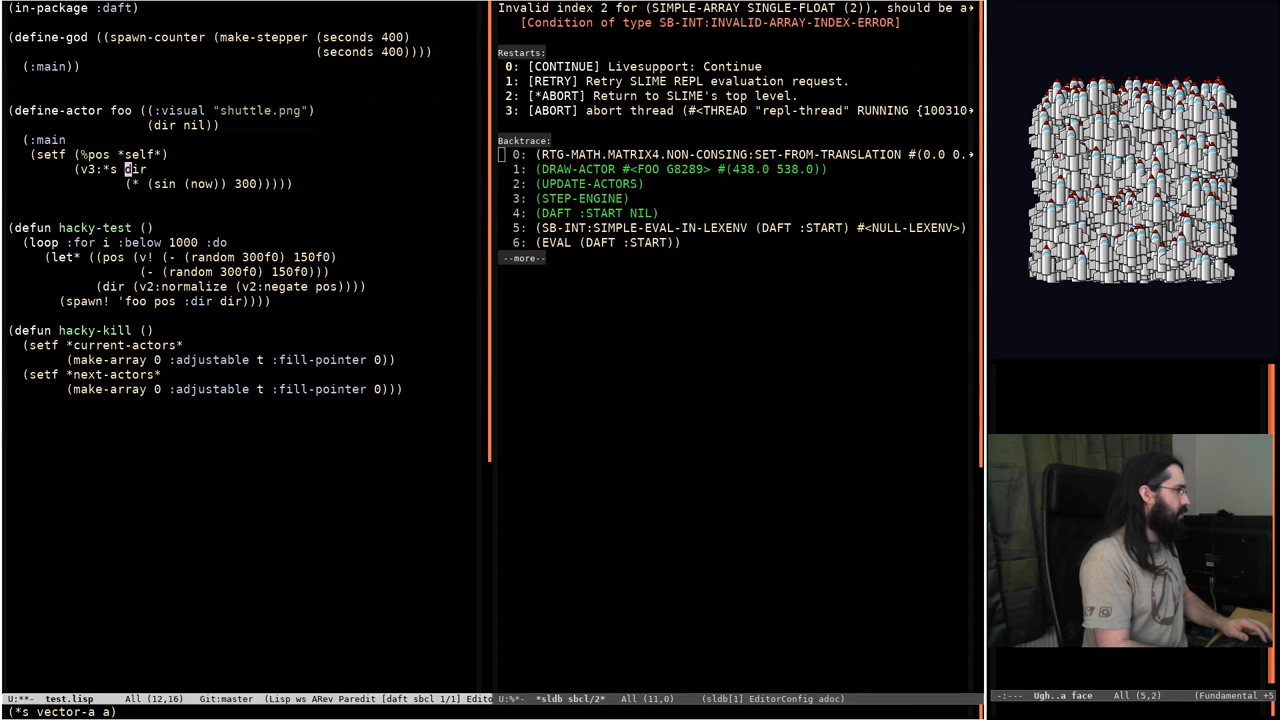 (in-package :daft)
(define-god ((spawn-counter (make-stepper (seconds 400)
(seconds 400))))
(:main))
(define-actor foo ((:visual "shuttle.png")
(dir nil))
(:main
(setf (%pos *self*)
(v3:*s dir
(* (sin (now)) 300)))))
(defun hacky-test ()
(loop :for i :below 1000 :do
(let* ((pos (v! (- (random 300f0) 150f0)
(- (random 300f0) 150f0)))
(dir (v2:normalize (v2:negate pos))))
(spawn! 'foo pos :dir dir))))
(defun hacky-kill ()
(setf *current-actors*
(make-array 0 :adjustable t :fill-pointer 0))
(setf *next-actors*
(make-array 0 :adjustable t :fill-pointer 0)))
U:**-  test.lisp      All (12,16)   Git:master  (Lisp ws ARev Paredit [daft sbcl 1/1] Edito
(*s vector-a a)
Invalid index 2 for (SIMPLE-ARRAY SINGLE-FLOAT (2)), should be a
[Condition of type SB-INT:INVALID-ARRAY-INDEX-ERROR]
Restarts:
0: [CONTINUE] Livesupport: Continue
1: [RETRY] Retry SLIME REPL evaluation request.
2: [*ABORT] Return to SLIME's top level.
3: [ABORT] abort thread (#<THREAD "repl-thread" RUNNING {100310
Backtrace:
0: (RTG-MATH.MATRIX4.NON-CONSING:SET-FROM-TRANSLATION #(0.0 0.
1: (DRAW-ACTOR #<FOO G8289> #(438.0 538.0))
2: (UPDATE-ACTORS)
3: (STEP-ENGINE)
4: (DAFT :START NIL)
5: (SB-INT:SIMPLE-EVAL-IN-LEXENV (DAFT :START) #<NULL-LEXENV>)
6: (EVAL (DAFT :START))
--more--
U:%*-  *sldb sbcl/2*   All (11,0)     (sldb[1] EditorConfig adoc)
-:---  Ugh..a face    All (5,2)      (Fundamental +5